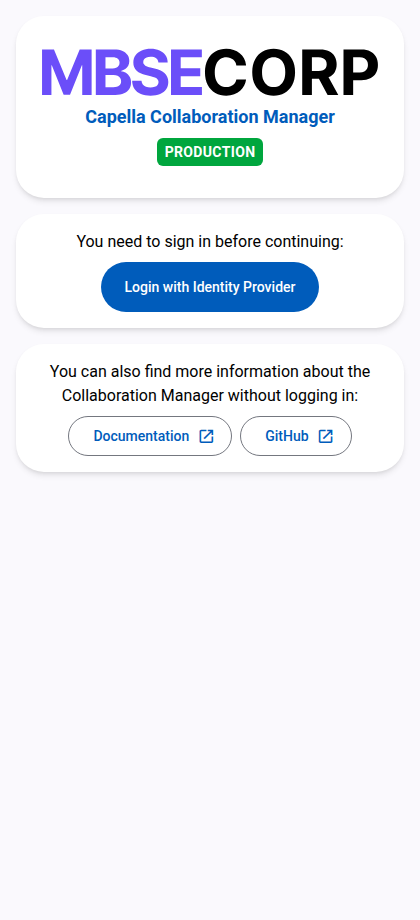 MBSECORP
Capella Collaboration Manager
PRODUCTION
You need to sign in before continuing:
Login with Identity Provider
You can also find more information about the
Collaboration Manager without logging in:
Documentation
GitHub